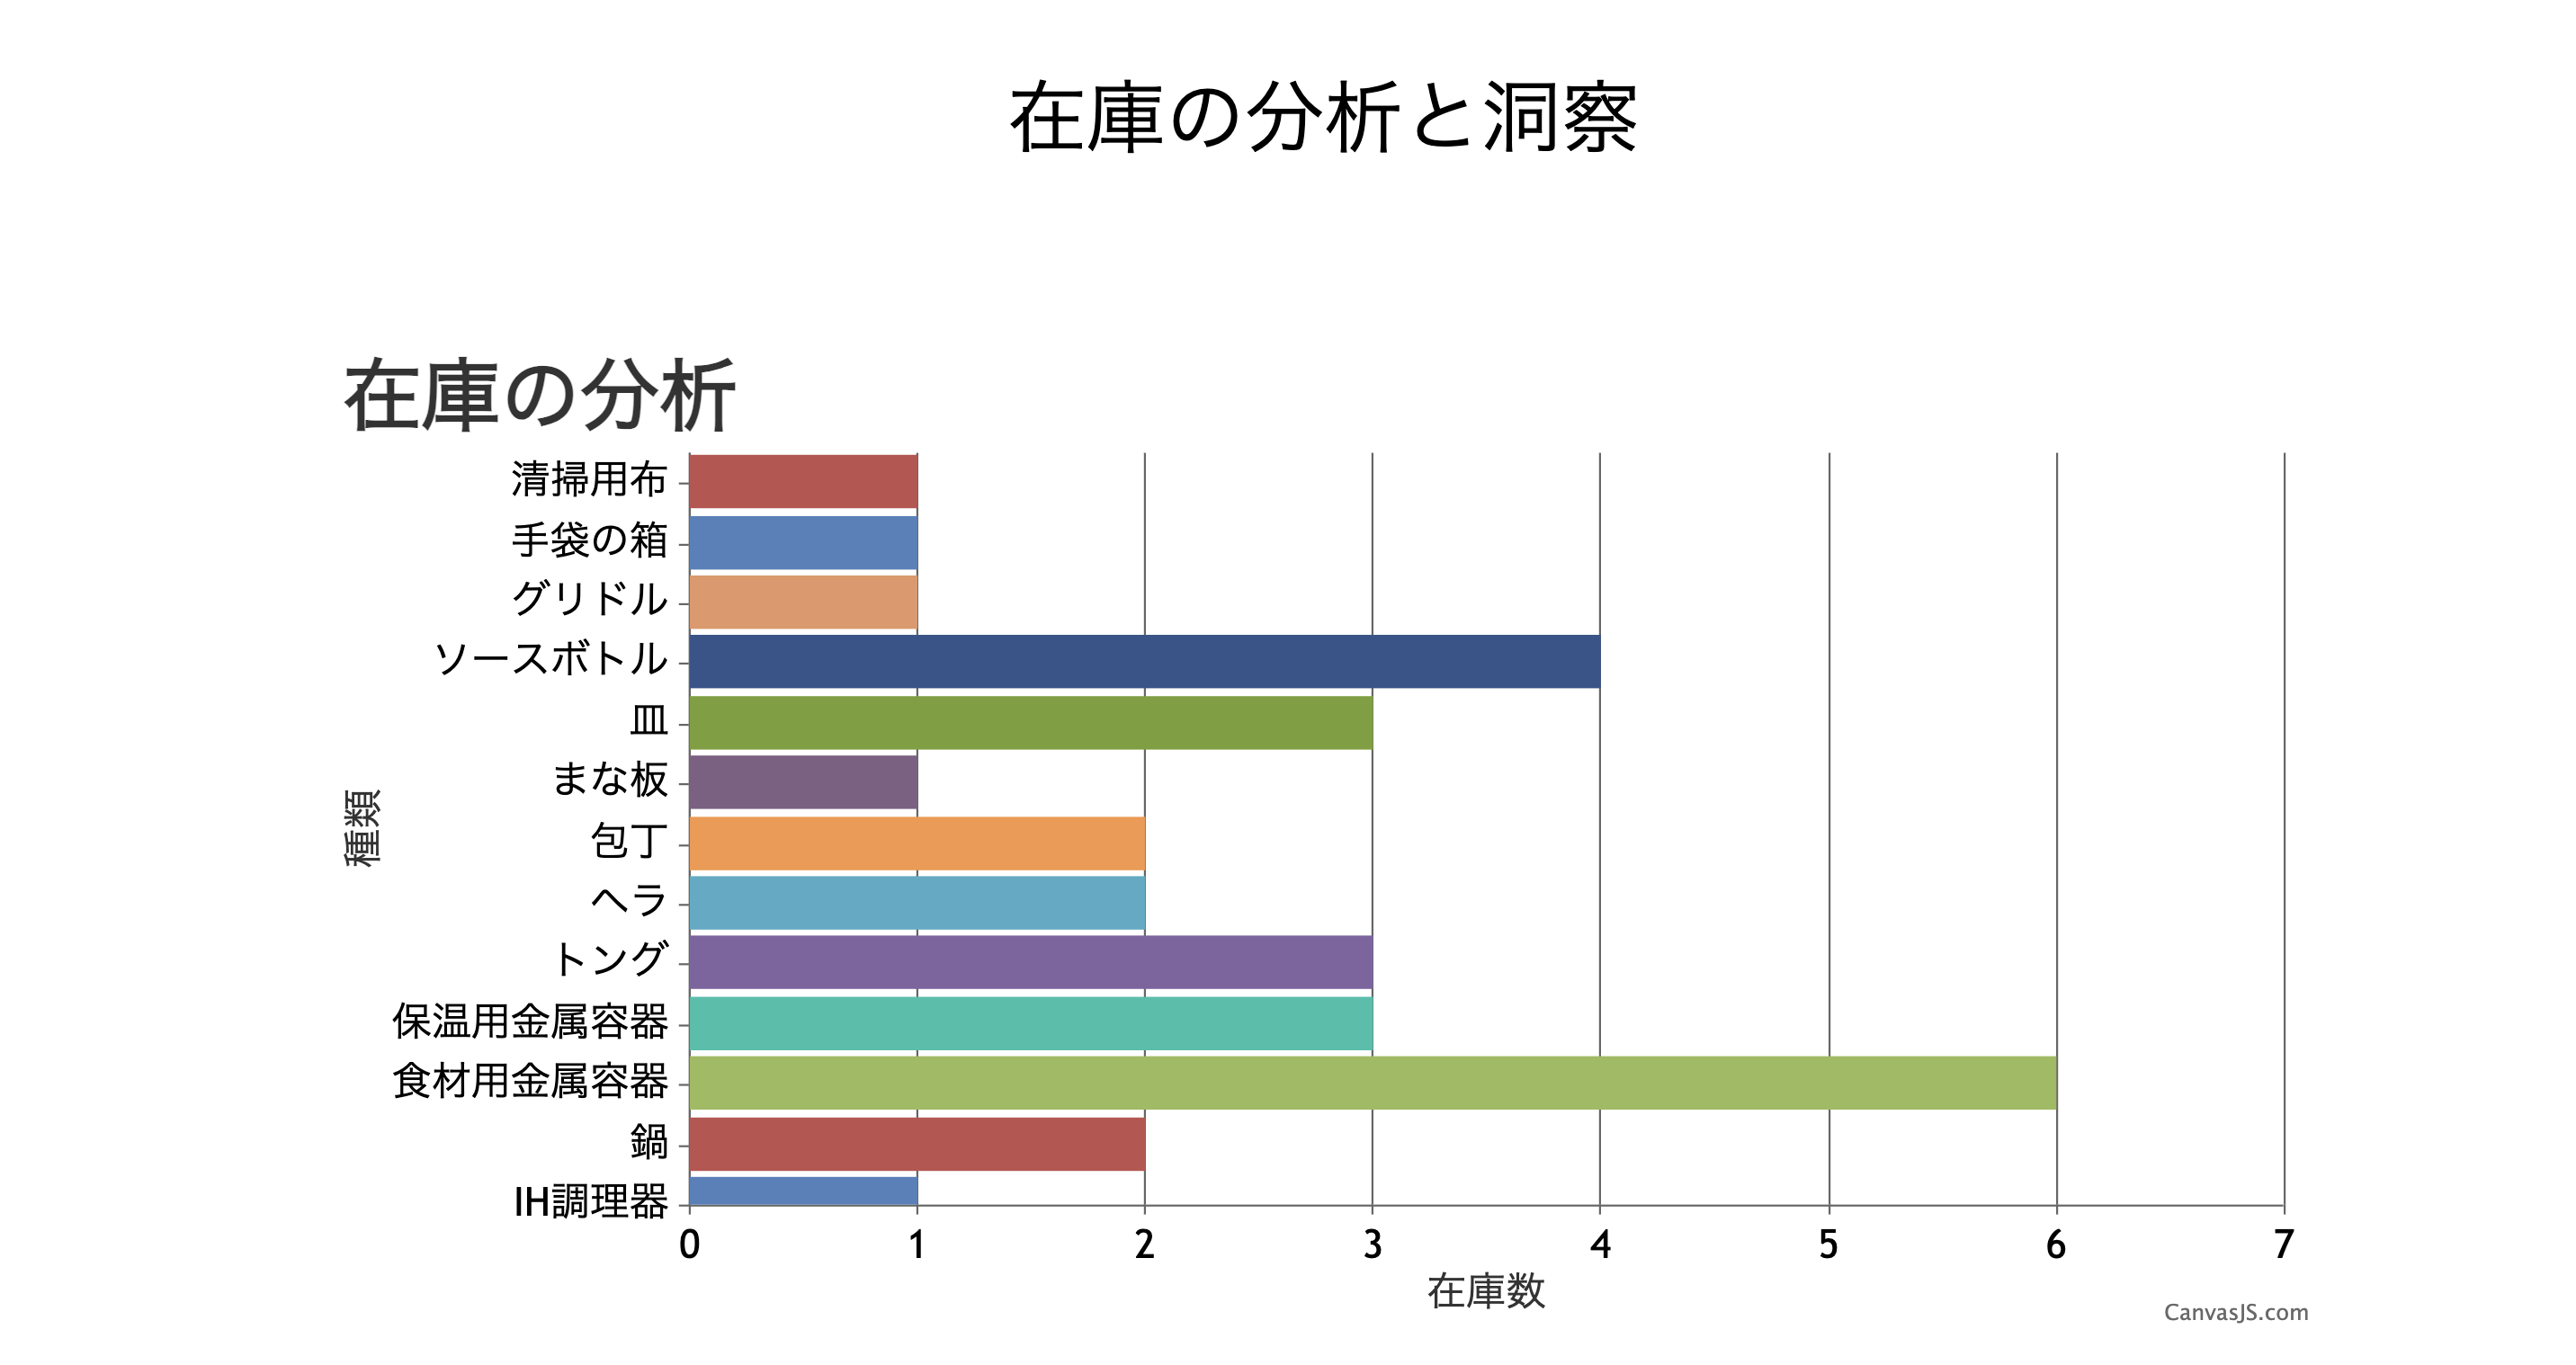 在庫の分析と洞察
在庫の分析
清掃用布
手袋の箱
グリドル
ソースボトル
皿
まな板
包丁
ヘラ
トング
保温用金属容器
食材用金属容器
鍋
IH調理器
種類
0 1 2 3 4 5 6 7
在庫数
CanvasJS.com